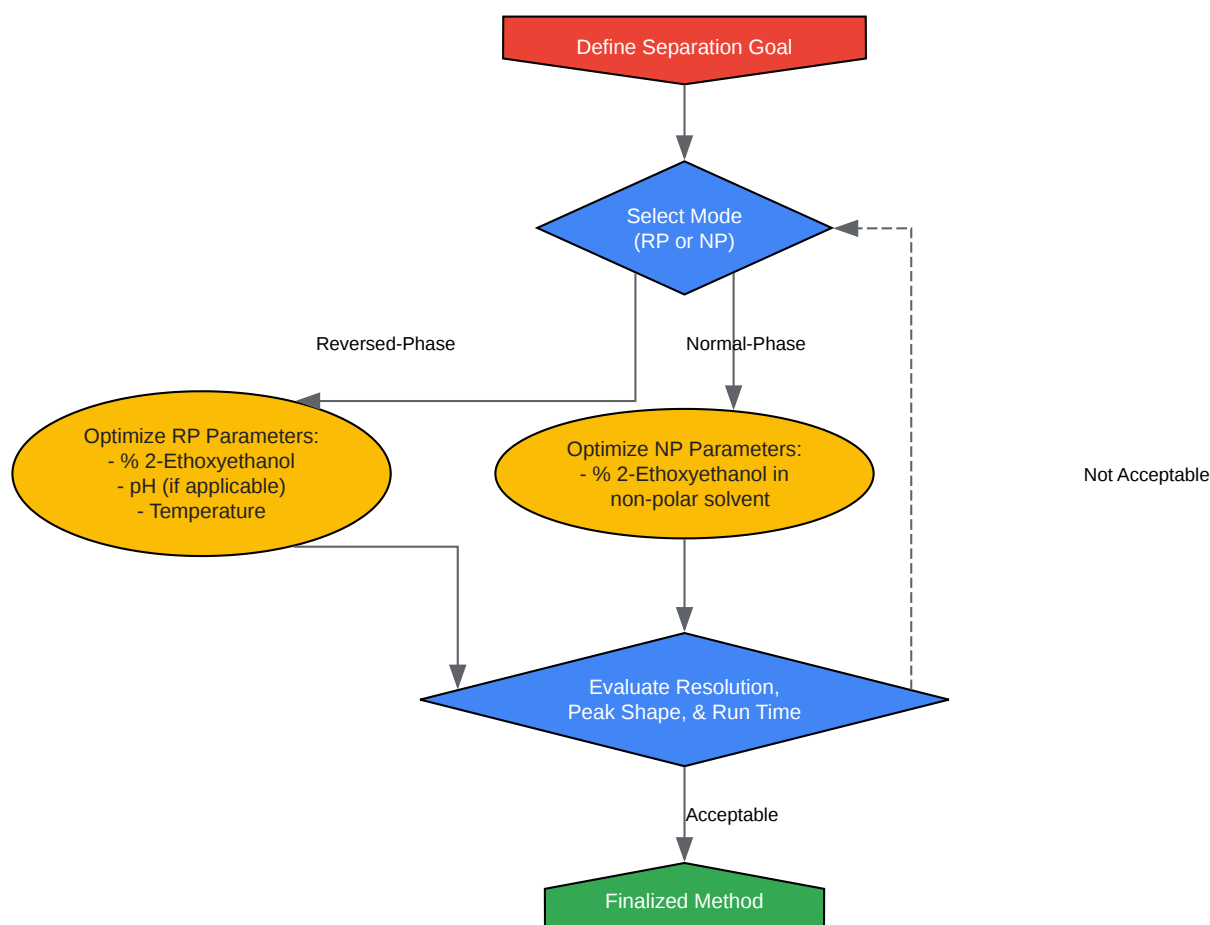 Define Separation Goal
Select Mode
(RP or NP)
Reversed-Phase
Normal-Phase
Optimize RP Parameters:
- % 2-Ethoxyethanol
- pH (if applicable)
- Temperature
Optimize NP Parameters:
- % 2-Ethoxyethanol in
non-polar solvent
Not Acceptable
Evaluate Resolution,
Peak Shape, & Run Time
Acceptable
Finalized Method